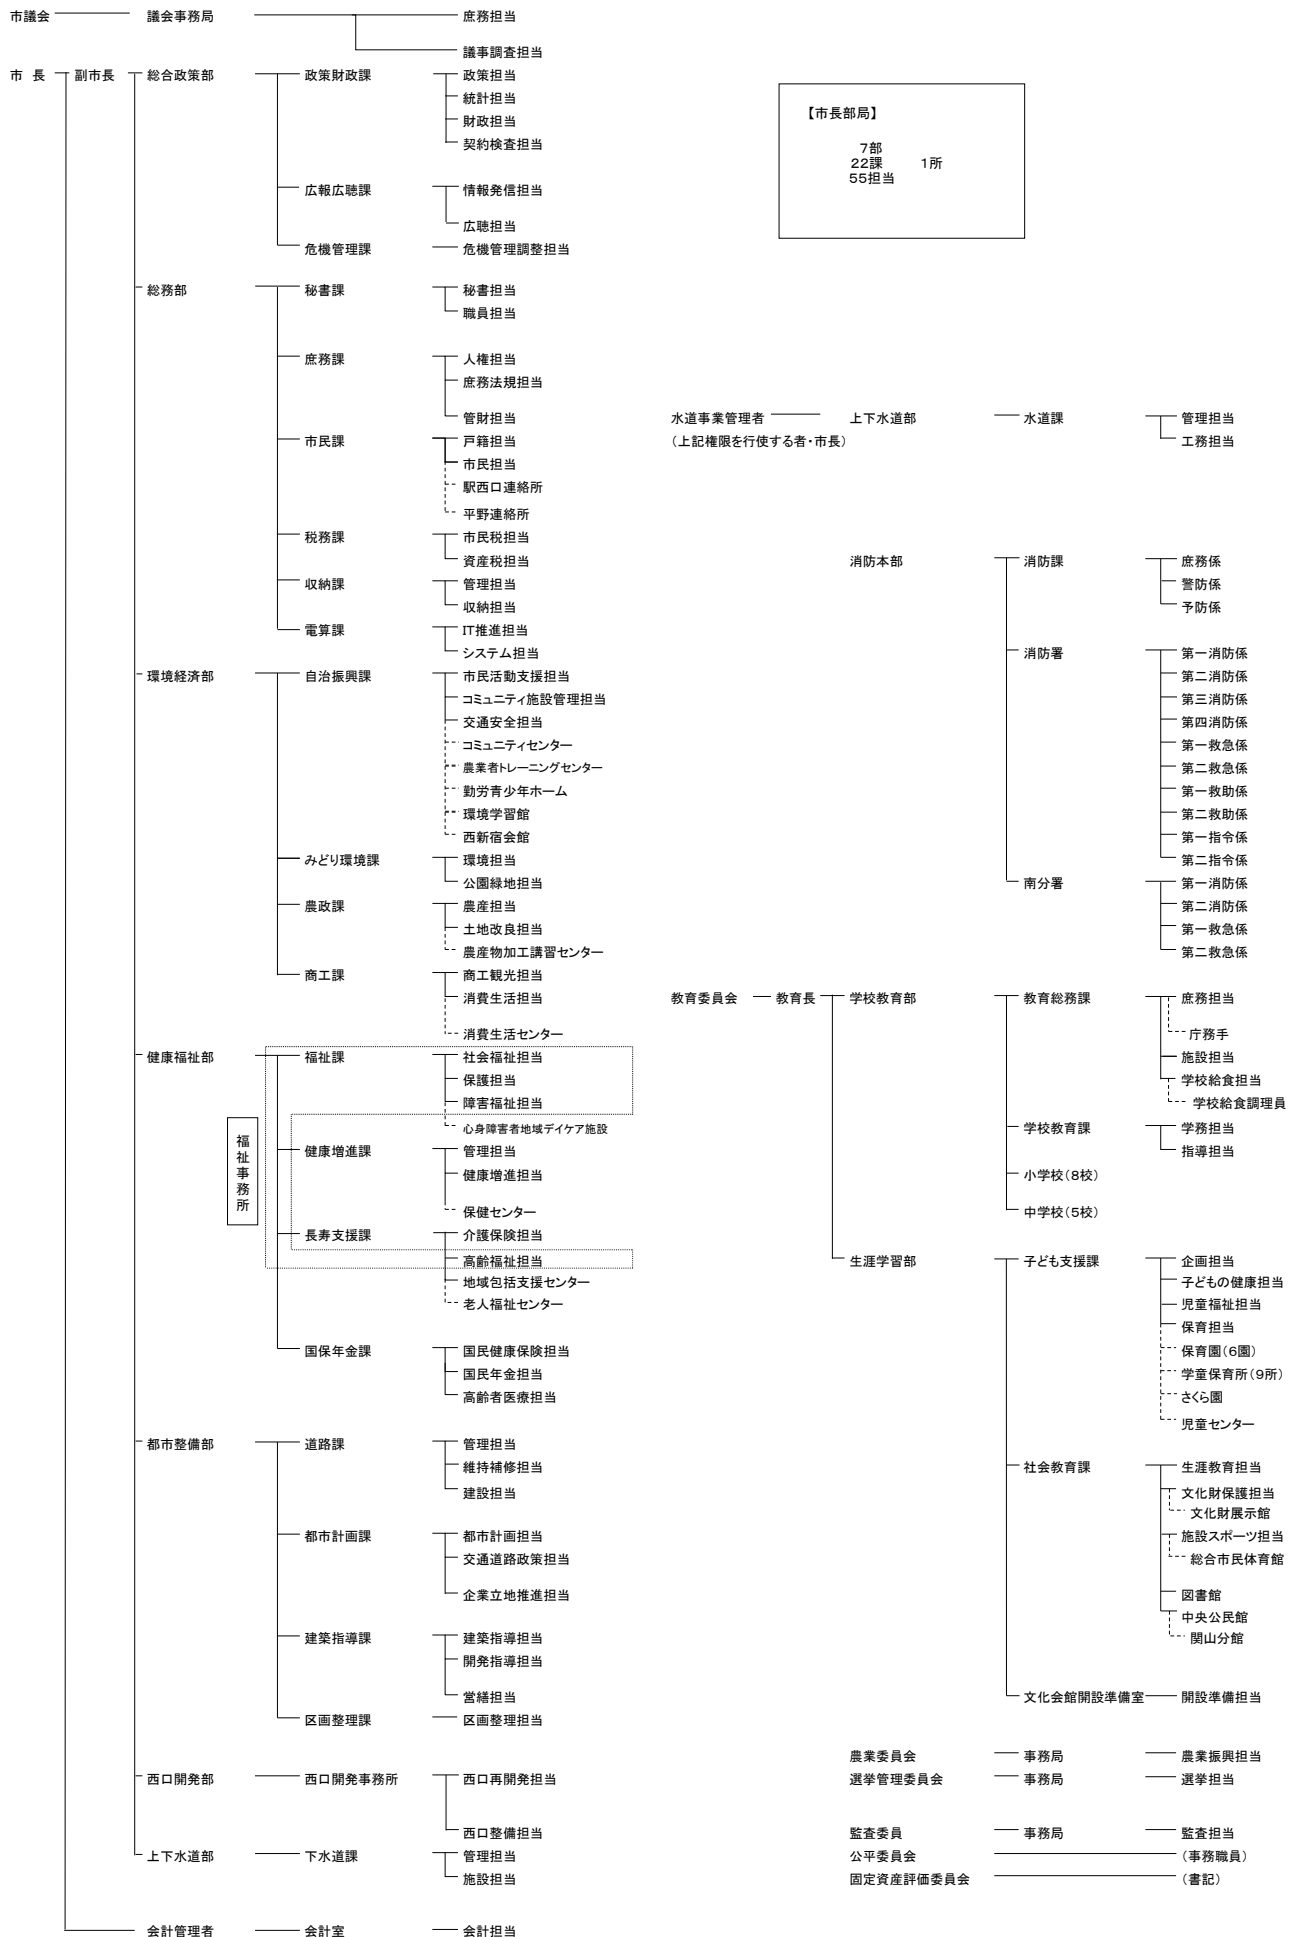 市議会 議会事務局 庶務担当
議事調査担当
市 長 副市長 総合政策部 政策財政課 政策担当
統計担当
財政担当
契約検査担当
広報広聴課 情報発信担当
広聴担当
危機管理課 危機管理調整担当
総務部 秘書課 秘書担当
職員担当
庶務課 人権担当
庶務法規担当
管財担当
市民課 戸籍担当
市民担当
駅西口連絡所
平野連絡所
税務課 市民税担当
資産税担当
収納課 管理担当
収納担当
電算課 IT推進担当
システム担当
環境経済部 自治振興課 市民活動支援担当
コミュニティ施設管理担当
交通安全担当
コミュニティセンター
農業者トレーニングセンター
勤労青少年ホーム
環境学習館
西新宿会館
みどり環境課 環境担当
公園緑地担当
農政課 農産担当
土地改良担当
農産物加工講習センター
商工課 商工観光担当
消費生活担当
消費生活センター
健康福祉部 福祉課 社会福祉担当
保護担当
障害福祉担当
心身障害者地域デイケア施設
福祉事務所
健康増進課 管理担当
健康増進担当
保健センター
長寿支援課 介護保険担当
高齢福祉担当
地域包括支援センター
老人福祉センター
国保年金課 国民健康保険担当
国民年金担当
高齢者医療担当
都市整備部 道路課 管理担当
維持補修担当
建設担当
都市計画課 都市計画担当
交通道路政策担当
企業立地推進担当
建築指導課 建築指導担当
開発指導担当
営繕担当
区画整理課 区画整理担当
西口開発部 西口開発事務所 西口再開発担当
西口整備担当
上下水道部 下水道課 管理担当
施設担当
会計管理者 会計室 会計担当
【市長部局】
7部
22課 1所
55担当
水道事業管理者 上下水道部 水道課 管理担当
(上記権限を行使する者・市長) 工務担当
消防本部 消防課 庶務係
警防係
予防係
消防署 第一消防係
第二消防係
第三消防係
第四消防係
第一救急係
第二救急係
第一救助係
第二救助係
第一指令係
第二指令係
南分署 第一消防係
第二消防係
第一救急係
第二救急係
教育委員会 教育長 学校教育部 教育総務課 庶務担当
庁務手
施設担当
学校給食担当
学校給食調理員
学校教育課 学務担当
指導担当
小学校(8校)
中学校(5校)
生涯学習部 子ども支援課 企画担当
子どもの健康担当
児童福祉担当
保育担当
保育園(6園)
学童保育所(9所)
さくら園
児童センター
社会教育課 生涯教育担当
文化財保護担当
文化財展示館
施設スポーツ担当
総合市民体育館
図書館
中央公民館
関山分館
文化会館開設準備室 開設準備担当
農業委員会 事務局 農業振興担当
選挙管理委員会 事務局 選挙担当
監査委員 事務局 監査担当
公平委員会 (事務職員)
固定資産評価委員会 (書記)